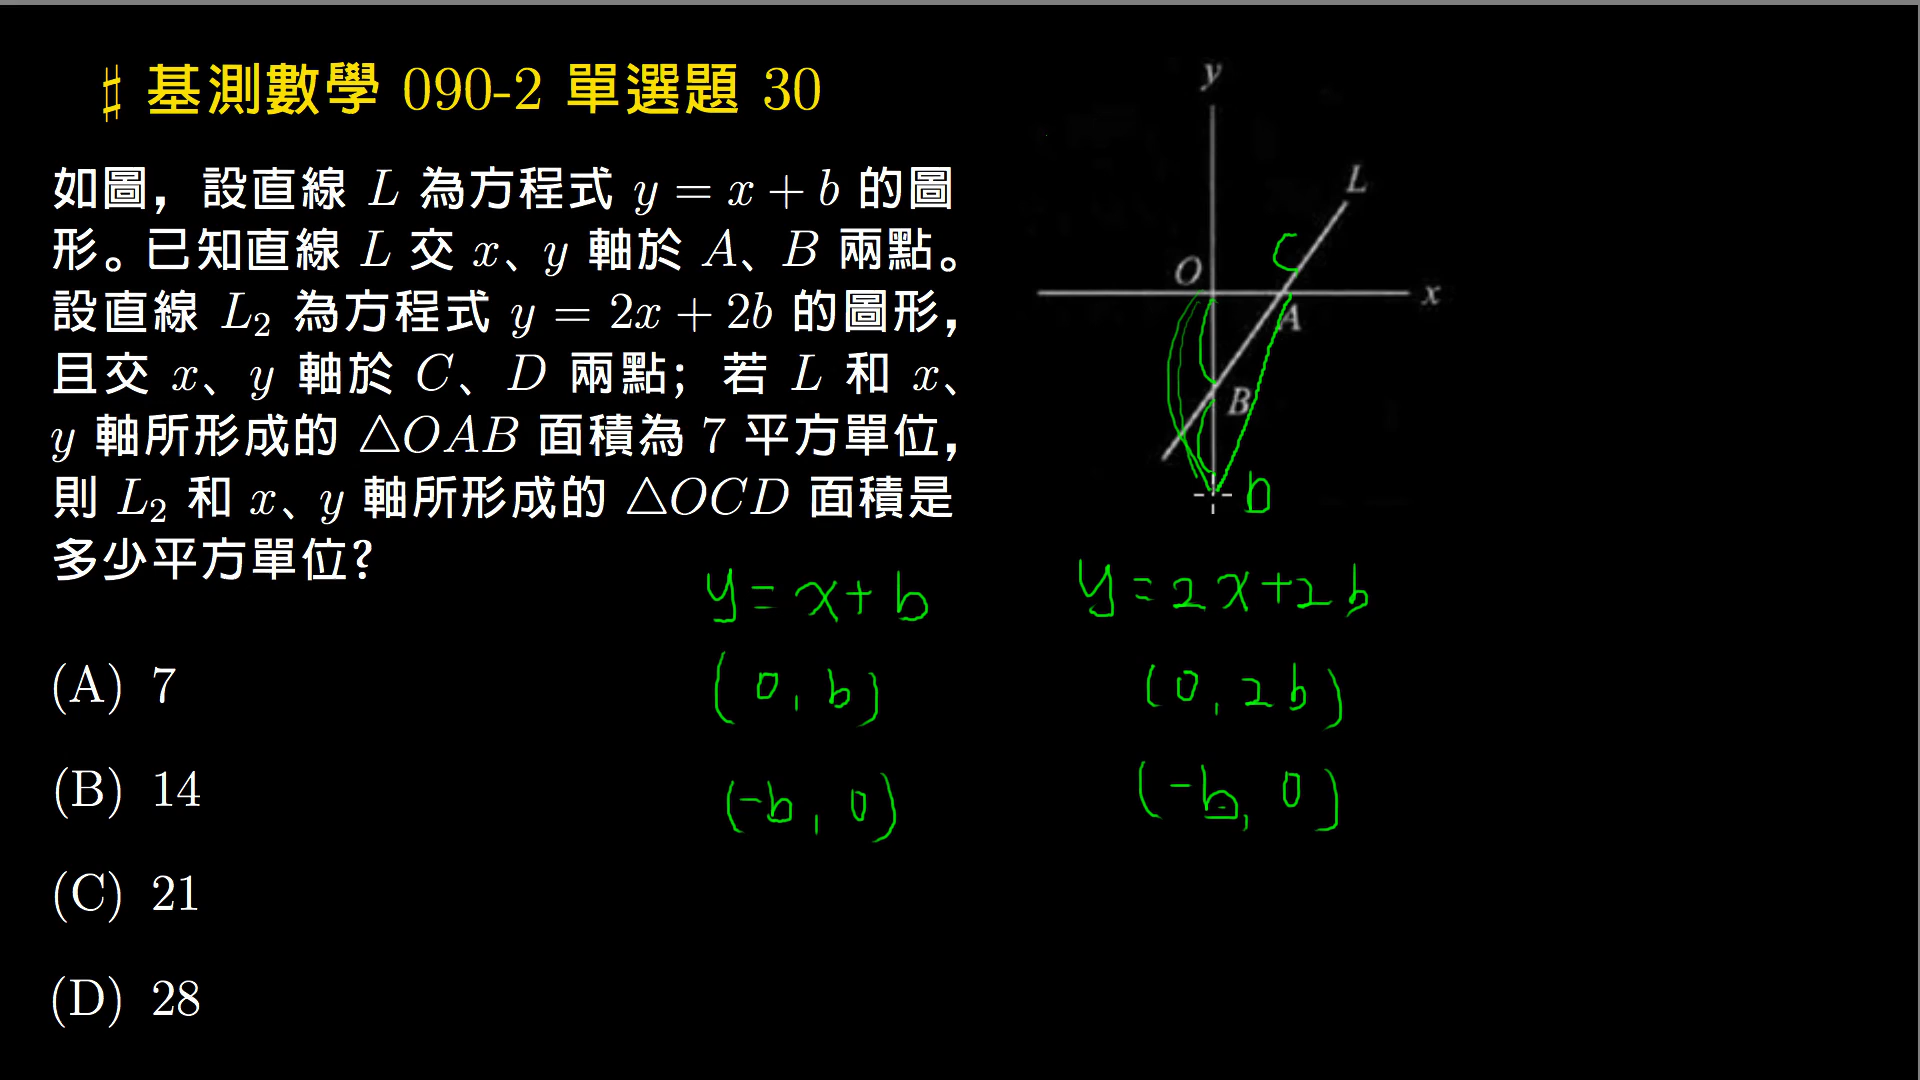 ♯ 基測數學 090-2 單選題 30
如圖，設直線 L 為方程式 y = x + b 的圖
形。已知直線 L 交 x、y 軸於 A、B 兩點。
設直線 L₂ 為方程式 y = 2x + 2b 的圖形，
且交 x、y 軸於 C、D 兩點；若 L 和 x、
y 軸所形成的 △OAB 面積為 7 平方單位，
則 L₂ 和 x、y 軸所形成的 △OCD 面積是
多少平方單位？
(A) 7
(B) 14
(C) 21
(D) 28
y
L
C
O
x
A
B
D
y = x + b
(0, b)
(-b, 0)
y = 2x + 2b
(0, 2b)
(-b, 0)